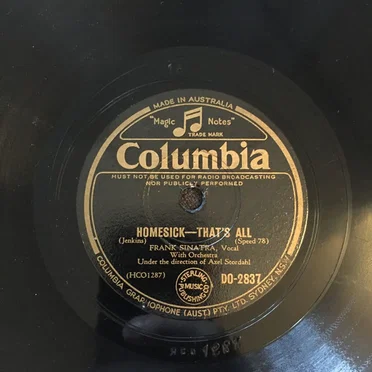 MADE IN AUSTRALIA
"Magic Notes"
TRADE MARK
Columbia
MUST NOT BE USED FOR RADIO BROADCASTING
NOR PUBLICLY PERFORMED
HOMESICK—THAT'S ALL
(Jenkins) (Speed 78)
FRANK SINATRA, Vocal
With Orchestra
Under the direction of Axel Stordahl
(HCO1287) DO-2837
STERLING
MUSIC
PUBLISHING CO
COLUMBIA GRAPHOPHONE (AUST) PTY. LTD. SYDNEY, N.S.W.